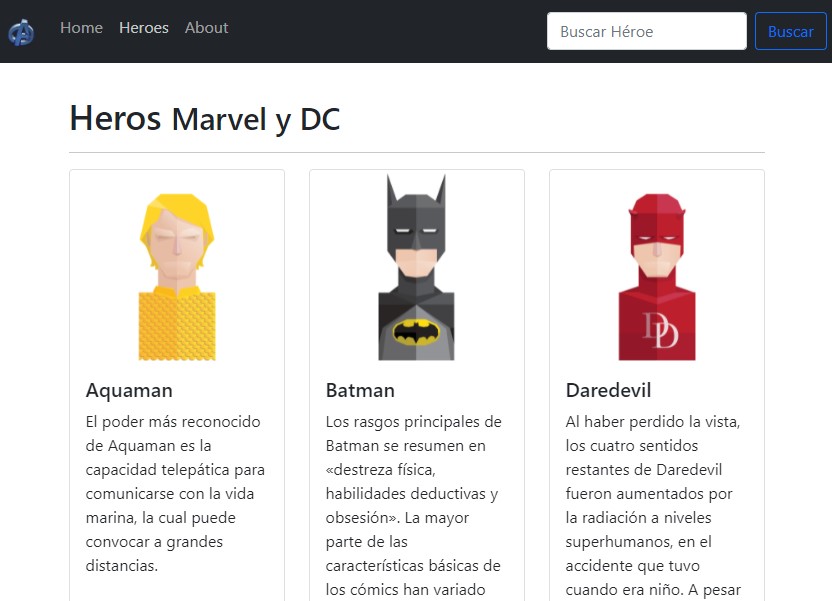 Home Heroes About Buscar Héroe Buscar
Heros Marvel y DC
DD
Aquaman
El poder más reconocido
de Aquaman es la
capacidad telepática para
comunicarse con la vida
marina, la cual puede
convocar a grandes
distancias.
Batman
Los rasgos principales de
Batman se resumen en
«destreza física,
habilidades deductivas y
obsesión». La mayor
parte de las
características básicas de
los cómics han variado
Daredevil
Al haber perdido la vista,
los cuatro sentidos
restantes de Daredevil
fueron aumentados por
la radiación a niveles
superhumanos, en el
accidente que tuvo
cuando era niño. A pesar